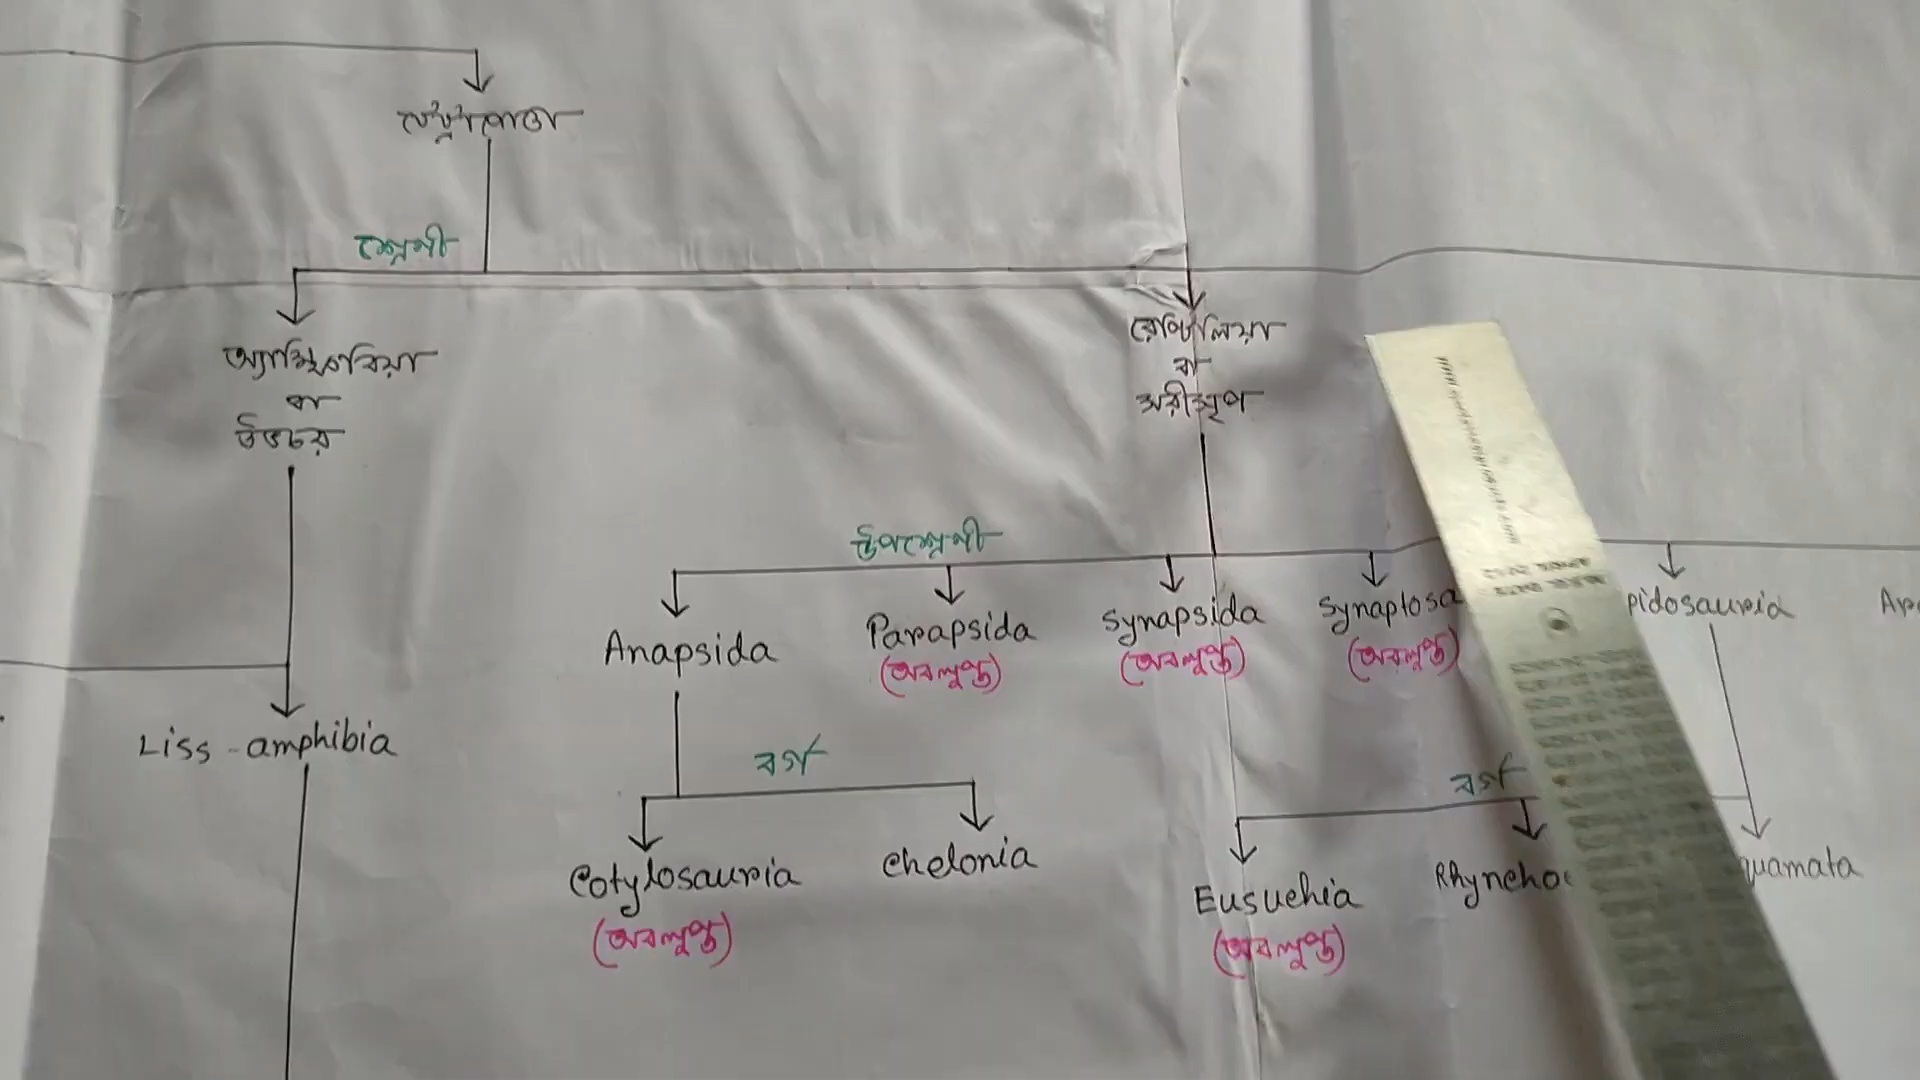 টেট্রাপোডা
শ্রেণী
অ্যাম্ফিবিয়া
বা
উভচর
রেপ্টিলিয়া
বা
সরীসৃপ
উপশ্রেণী
Anapsida
Parapsida
(অবলুপ্ত)
Synapsida
(অবলুপ্ত)
Synaptosa
(অবলুপ্ত)
pidosauria
Liss-amphibia
বর্গ
Cotylosauria
(অবলুপ্ত)
Chelonia
বর্গ
Eusuchia
(অবলুপ্ত)
Rhyncho
quamata